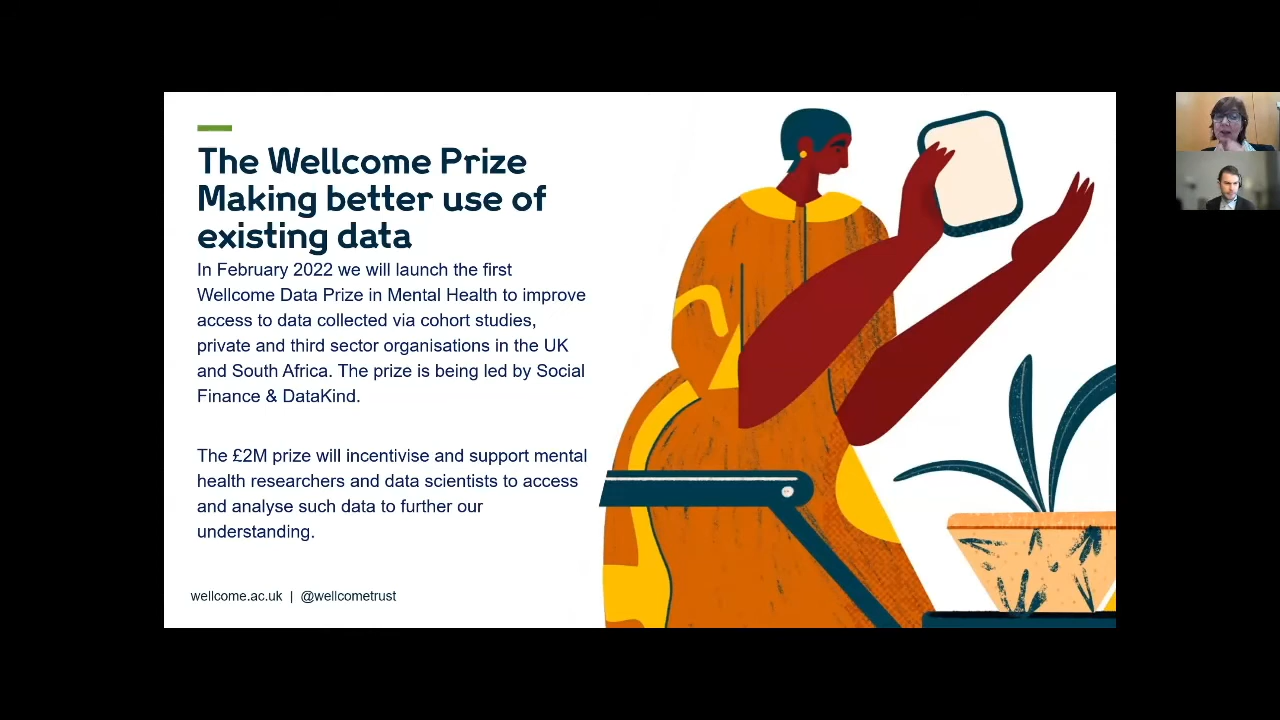 The Wellcome Prize
Making better use of
existing data
In February 2022 we will launch the first
Wellcome Data Prize in Mental Health to improve
access to data collected via cohort studies,
private and third sector organisations in the UK
and South Africa. The prize is being led by Social
Finance & DataKind.
The £2M prize will incentivise and support mental
health researchers and data scientists to access
and analyse such data to further our
understanding.
wellcome.ac.uk | @wellcometrust